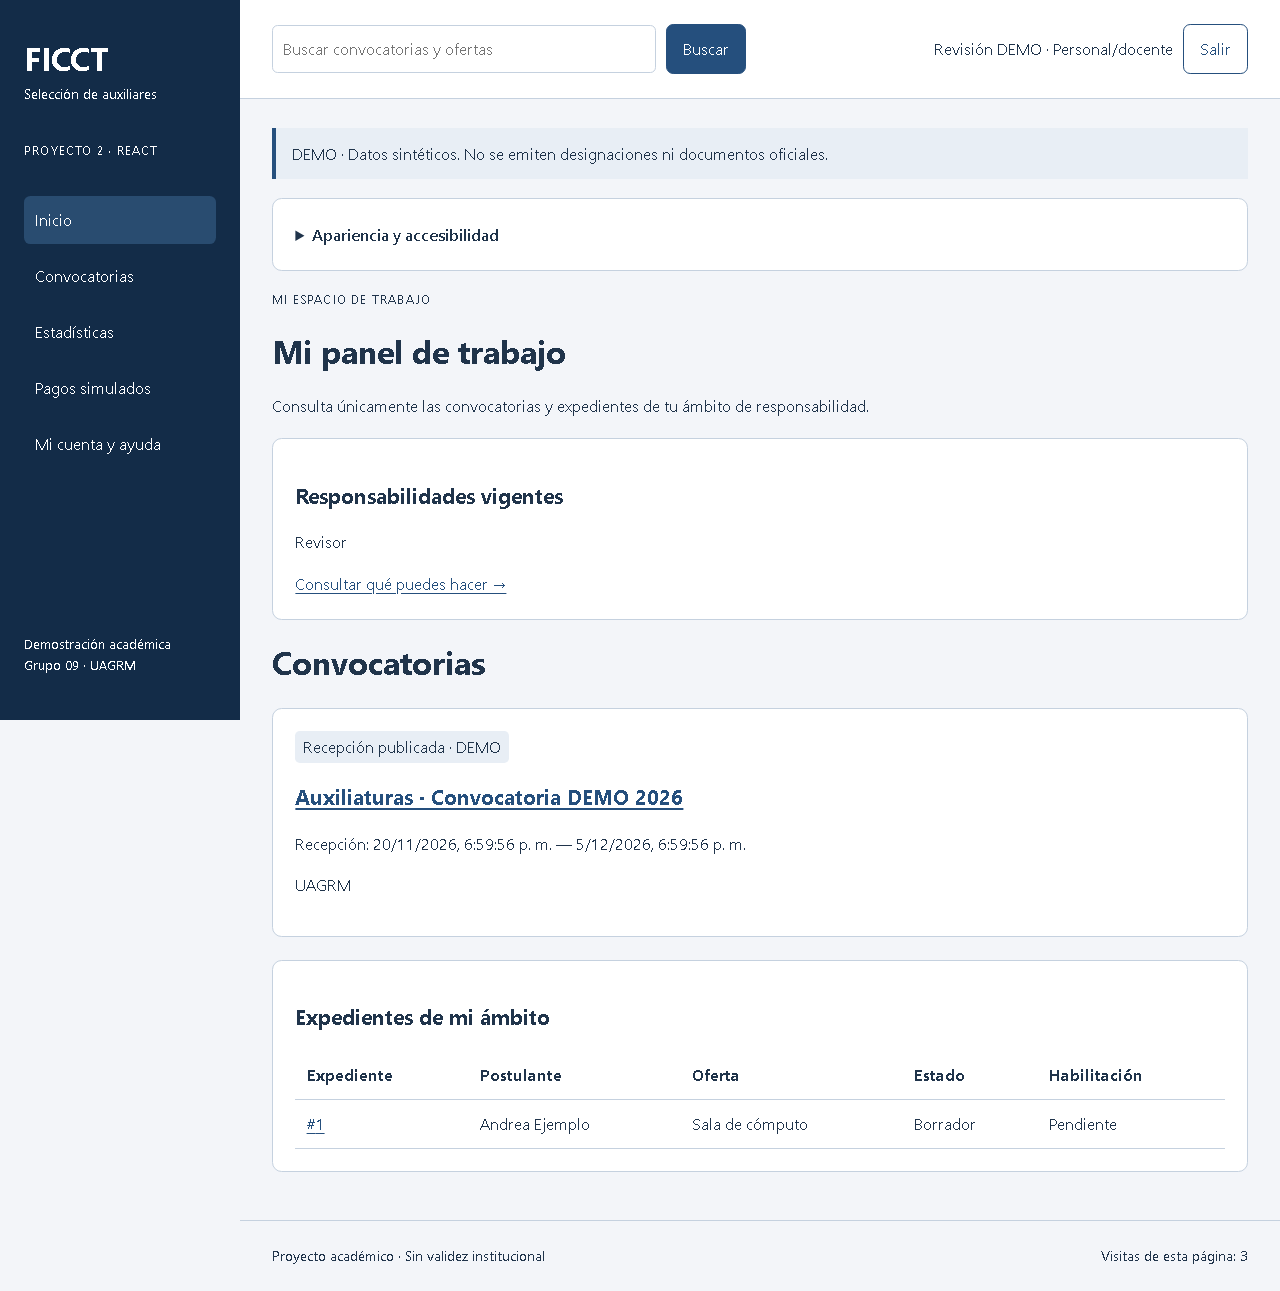 FICCT
Selección de auxiliares
PROYECTO 2 · REACT
Inicio
Convocatorias
Estadísticas
Pagos simulados
Mi cuenta y ayuda
Demostración académica
Grupo 09 · UAGRM
Buscar convocatorias y ofertas
Buscar
Revisión DEMO · Personal/docente
Salir
DEMO · Datos sintéticos. No se emiten designaciones ni documentos oficiales.
▶ Apariencia y accesibilidad
MI ESPACIO DE TRABAJO
Mi panel de trabajo
Consulta únicamente las convocatorias y expedientes de tu ámbito de responsabilidad.
Responsabilidades vigentes
Revisor
Consultar qué puedes hacer →
Convocatorias
Recepción publicada · DEMO
Auxiliaturas · Convocatoria DEMO 2026
Recepción: 20/11/2026, 6:59:56 p. m. — 5/12/2026, 6:59:56 p. m.
UAGRM
Expedientes de mi ámbito
Expediente Postulante Oferta Estado Habilitación
#1 Andrea Ejemplo Sala de cómputo Borrador Pendiente
Proyecto académico · Sin validez institucional
Visitas de esta página: 3